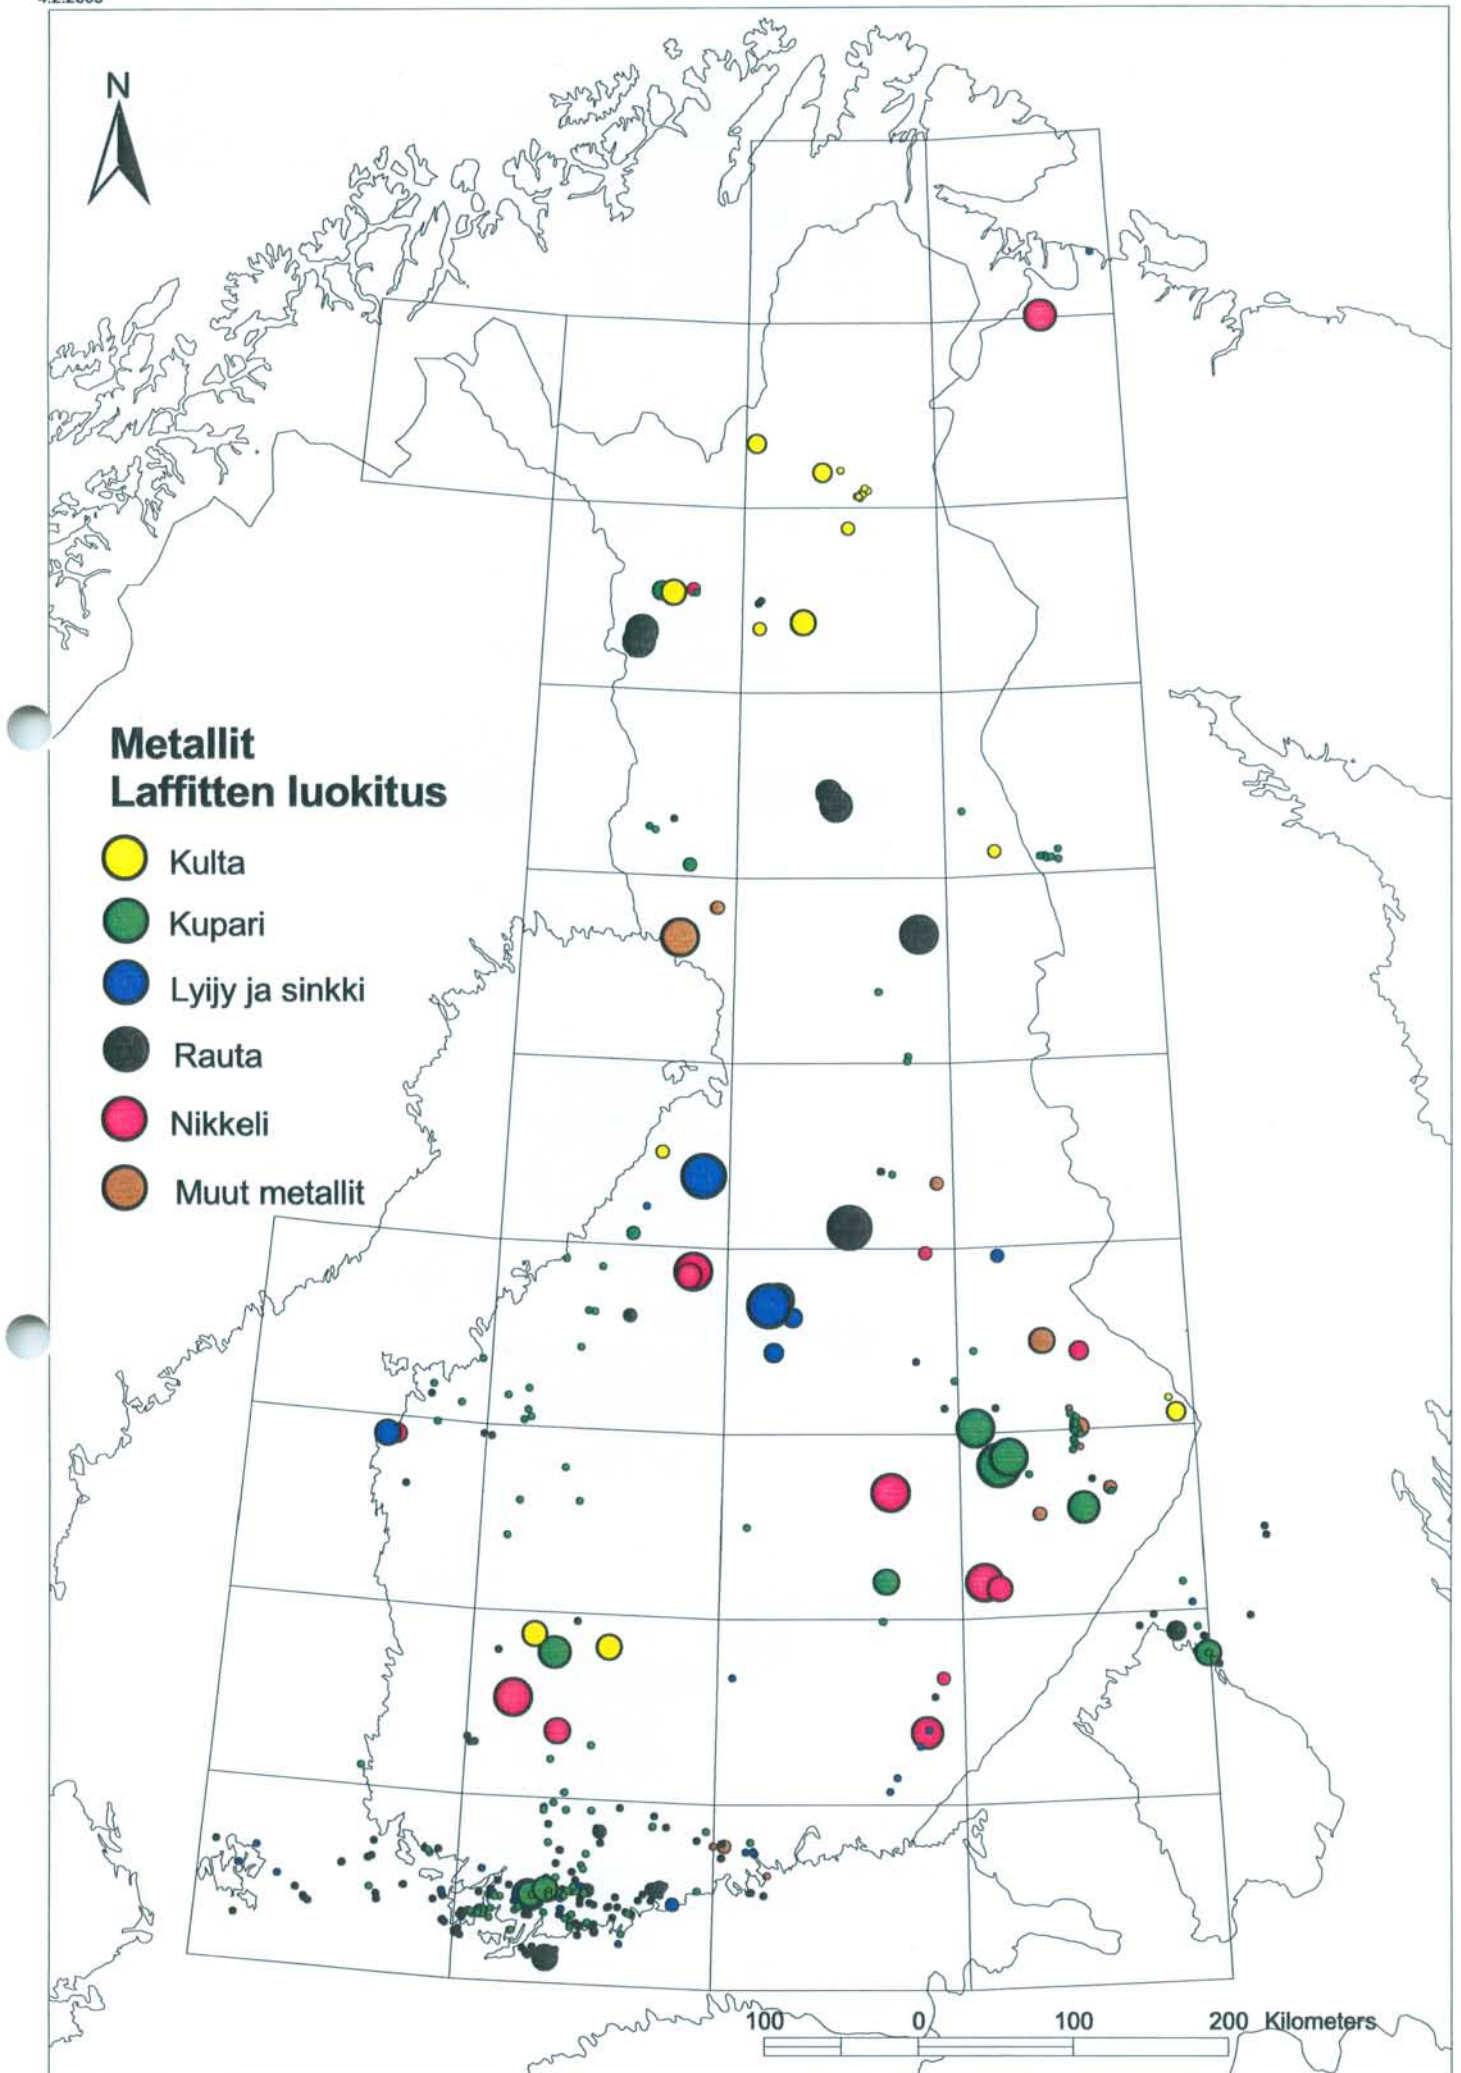 N
Metallit
Laffitten luokitus
Kulta
Kupari
Lyijy ja sinkki
Rauta
Nikkeli
Muut metallit
100 0 100 200 Kilometers